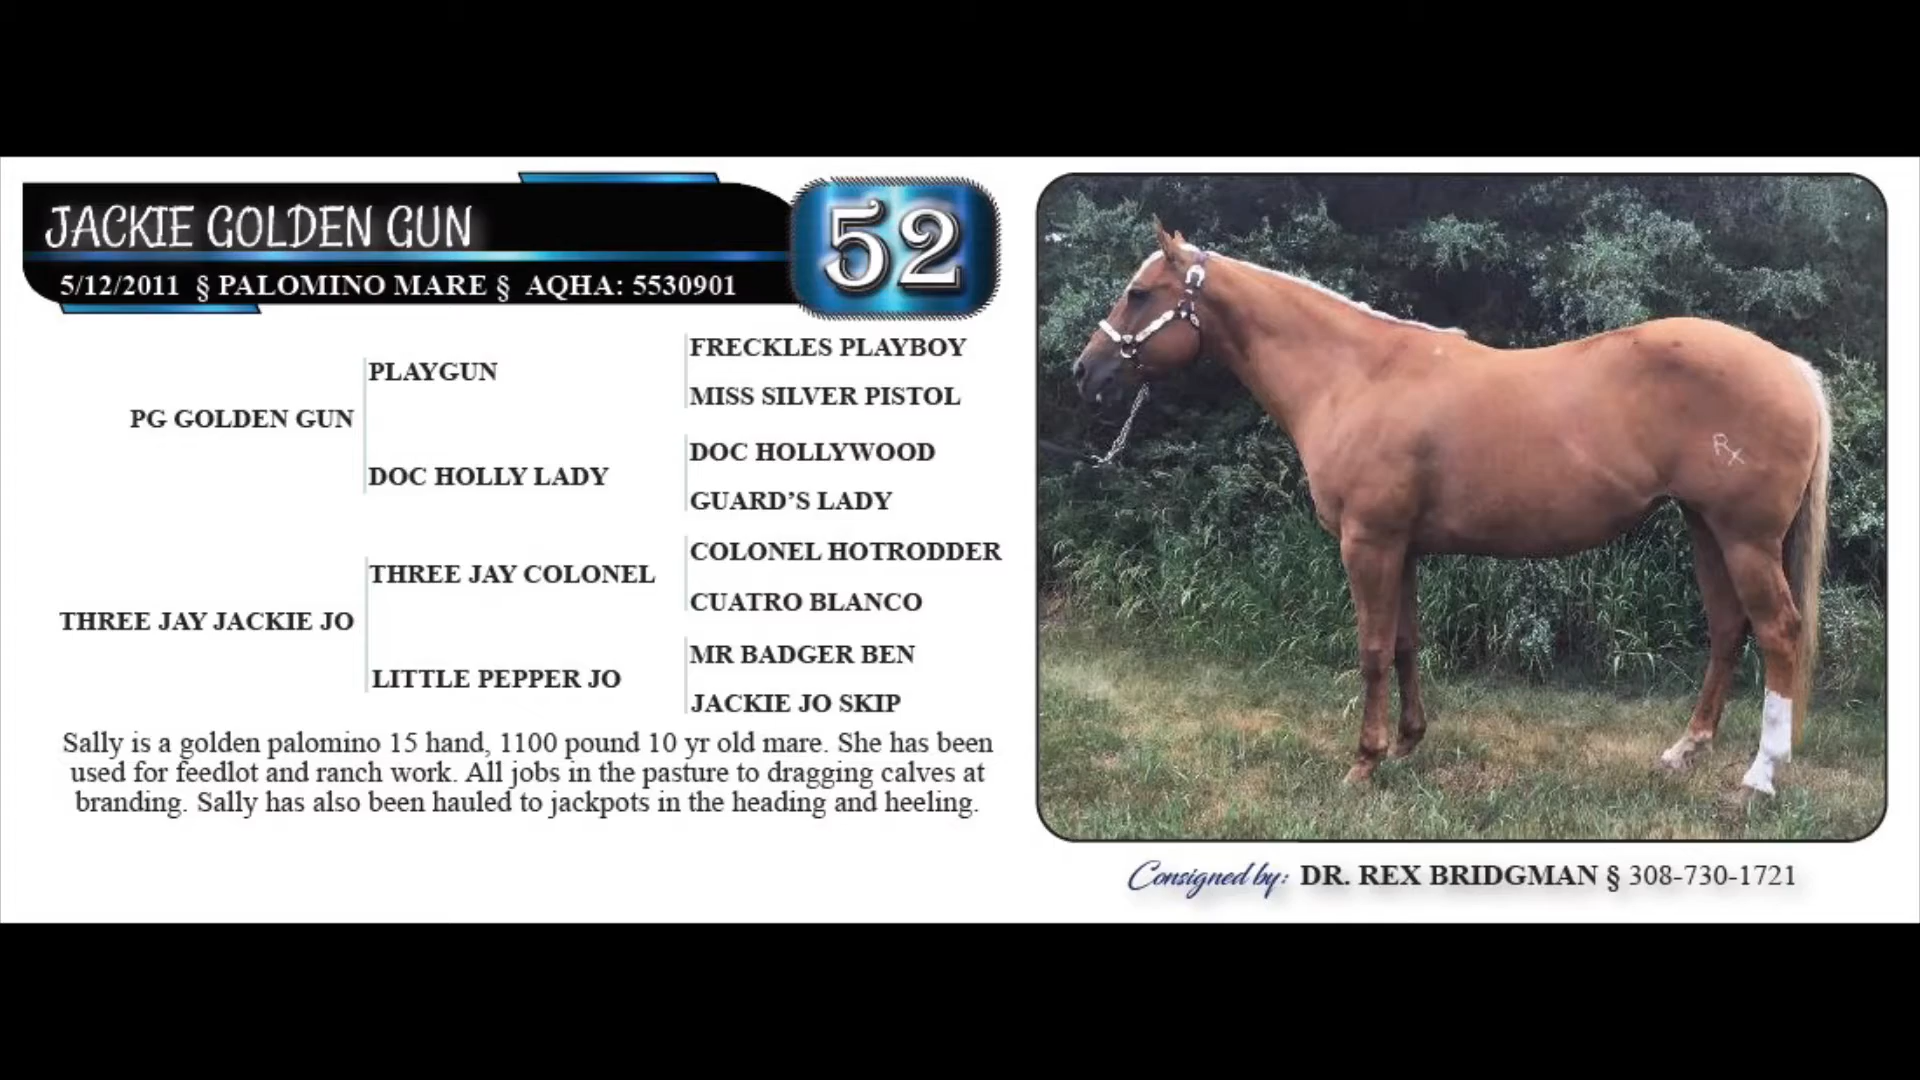 JACKIE GOLDEN GUN
52
5/12/2011 § PALOMINO MARE § AQHA: 5530901
FRECKLES PLAYBOY
PLAYGUN
MISS SILVER PISTOL
PG GOLDEN GUN
DOC HOLLYWOOD
DOC HOLLY LADY
GUARD'S LADY
COLONEL HOTRODDER
THREE JAY COLONEL
CUATRO BLANCO
THREE JAY JACKIE JO
MR BADGER BEN
LITTLE PEPPER JO
JACKIE JO SKIP
Sally is a golden palomino 15 hand, 1100 pound 10 yr old mare. She has been
used for feedlot and ranch work. All jobs in the pasture to dragging calves at
branding. Sally has also been hauled to jackpots in the heading and heeling.
Rx
Consigned by: DR. REX BRIDGMAN § 308-730-1721